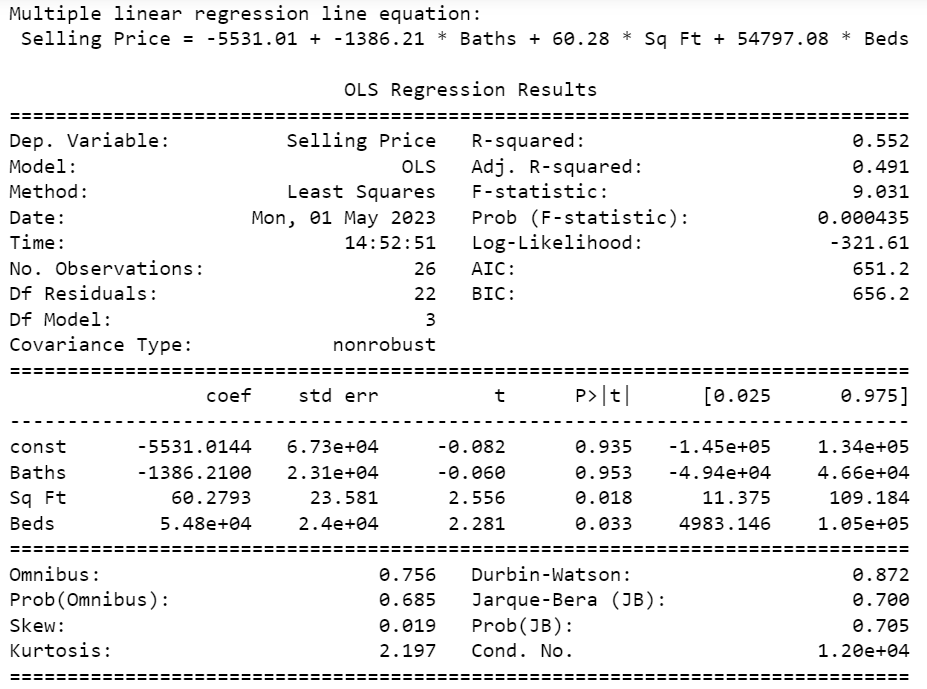 Multiple linear regression line equation:
Selling Price = -5531.01 + -1386.21 * Baths + 60.28 * Sq Ft + 54797.08 * Beds
OLS Regression Results
==============================================================================
Dep. Variable: Selling Price R-squared: 0.552
Model: OLS Adj. R-squared: 0.491
Method: Least Squares F-statistic: 9.031
Date: Mon, 01 May 2023 Prob (F-statistic): 0.000435
Time: 14:52:51 Log-Likelihood: -321.61
No. Observations: 26 AIC: 651.2
Df Residuals: 22 BIC: 656.2
Df Model: 3
Covariance Type: nonrobust
==============================================================================
coef std err t P>|t| [0.025 0.975]
------------------------------------------------------------------------------
const -5531.0144 6.73e+04 -0.082 0.935 -1.45e+05 1.34e+05
Baths -1386.2100 2.31e+04 -0.060 0.953 -4.94e+04 4.66e+04
Sq Ft 60.2793 23.581 2.556 0.018 11.375 109.184
Beds 5.48e+04 2.4e+04 2.281 0.033 4983.146 1.05e+05
==============================================================================
Omnibus: 0.756 Durbin-Watson: 0.872
Prob(Omnibus): 0.685 Jarque-Bera (JB): 0.700
Skew: 0.019 Prob(JB): 0.705
Kurtosis: 2.197 Cond. No. 1.20e+04
==============================================================================